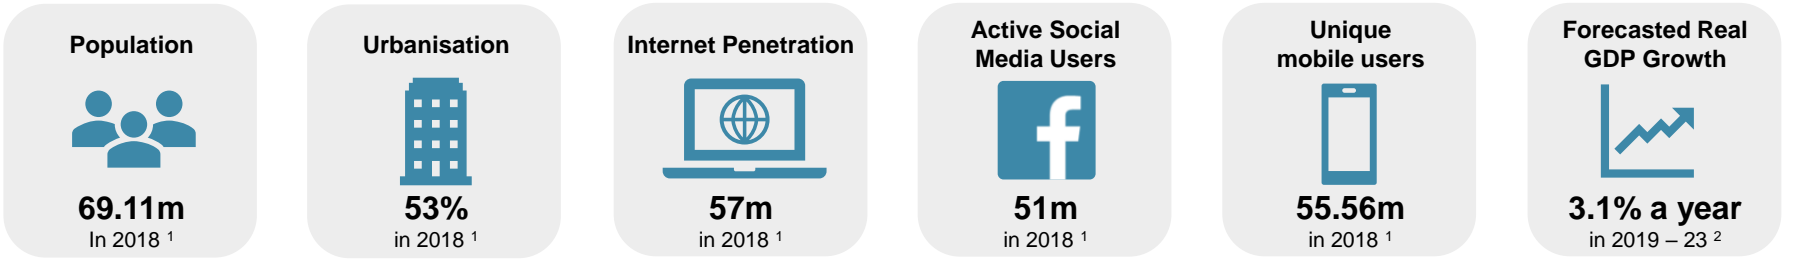 Population
69.11m
In 2018 1
Urbanisation
53%
in 2018 1
Internet Penetration
57m
in 2018 1
Active Social
Media Users
51m
in 2018 1
Unique
mobile users
55.56m
in 2018 1
Forecasted Real
GDP Growth
3.1% a year
in 2019 – 23 2